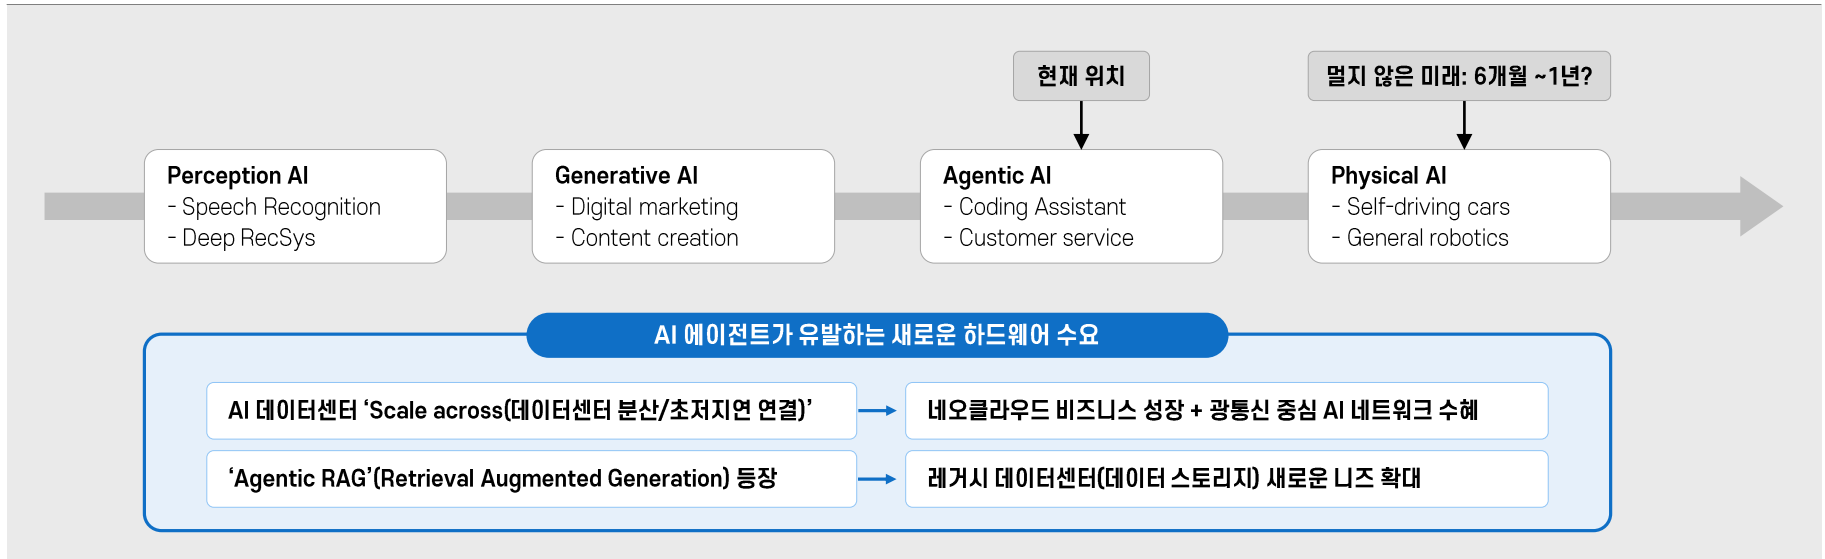 현재 위치
멀지 않은 미래: 6개월 ~1년?
Perception AI
- Speech Recognition
- Deep RecSys
Generative AI
- Digital marketing
- Content creation
Agentic AI
- Coding Assistant
- Customer service
Physical AI
- Self-driving cars
- General robotics
AI 에이전트가 유발하는 새로운 하드웨어 수요
AI 데이터센터 ‘Scale across(데이터센터 분산/초저지연 연결)’
네오클라우드 비즈니스 성장 + 광통신 중심 AI 네트워크 수혜
‘Agentic RAG’(Retrieval Augmented Generation) 등장
레거시 데이터센터(데이터 스토리지) 새로운 니즈 확대